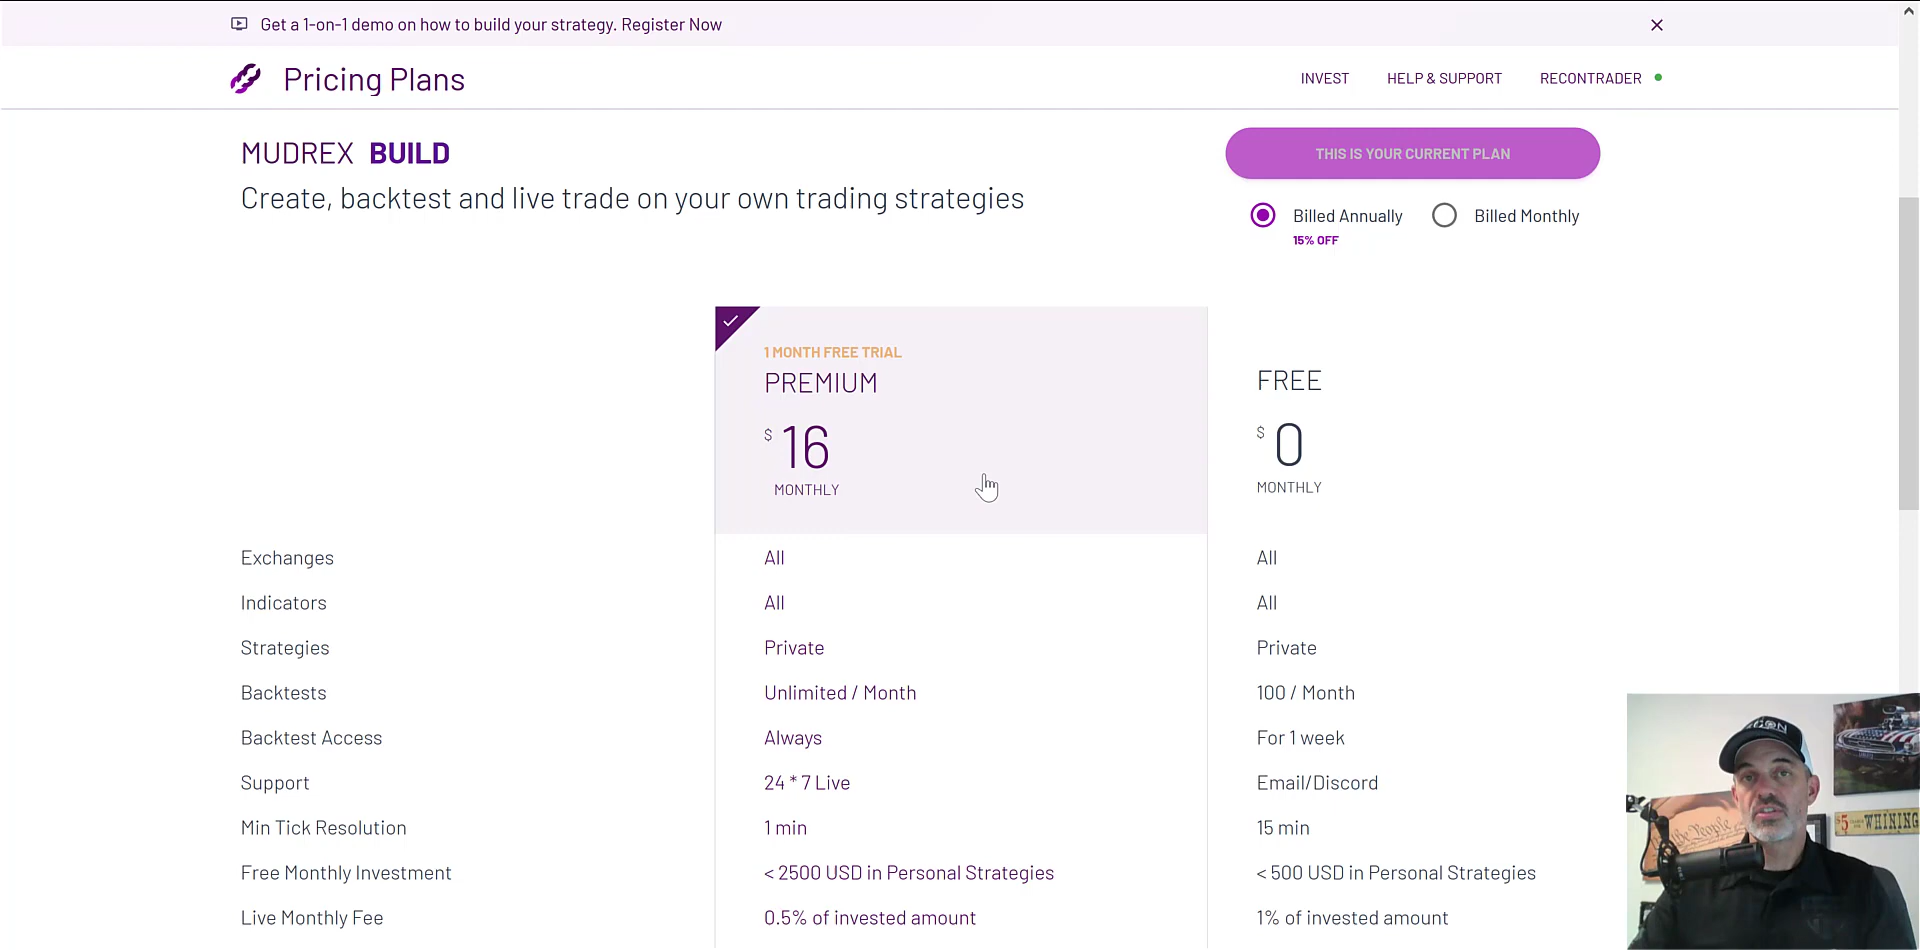 Get a 1-on-1 demo on how to build your strategy. Register Now
Pricing Plans
INVEST HELP & SUPPORT RECONTRADER
MUDREX BUILD
THIS IS YOUR CURRENT PLAN
Create, backtest and live trade on your own trading strategies
Billed Annually Billed Monthly
15% OFF
1 MONTH FREE TRIAL
PREMIUM FREE
$ 16 $ 0
MONTHLY MONTHLY
Exchanges All All
Indicators All All
Strategies Private Private
Backtests Unlimited / Month 100 / Month
Backtest Access Always For 1 week
Support 24 * 7 Live Email/Discord
Min Tick Resolution 1 min 15 min
Free Monthly Investment < 2500 USD in Personal Strategies < 500 USD in Personal Strategies
Live Monthly Fee 0.5% of invested amount 1% of invested amount
$5 WHINING
We the People